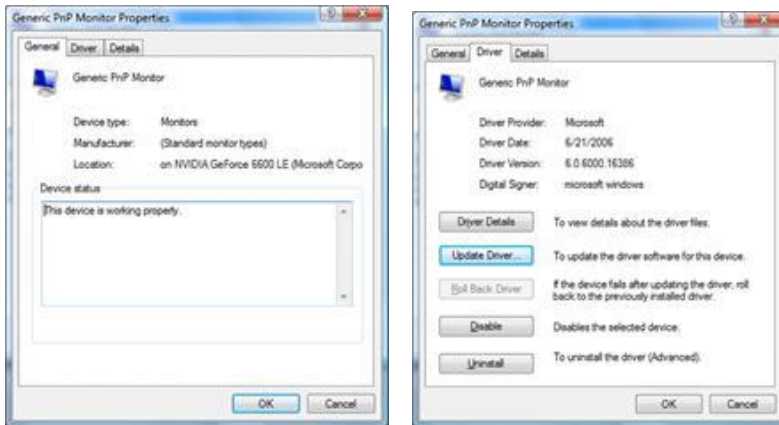 Generic PnP Monitor Properties
General Driver Details
Generic PnP Monitor
Device type: Monitors
Manufacturer: (Standard monitor types)
Location: on NVIDIA GeForce 6600 LE (Microsoft Corpo
Device status
This device is working properly.
OK Cancel
Generic PnP Monitor Properties
General Driver Details
Generic PnP Monitor
Driver Provider: Microsoft
Driver Date: 6/21/2006
Driver Version: 6.0.6000.16386
Digital Signer: microsoft windows
Driver Details To view details about the driver files.
Update Driver... To update the driver software for this device.
Roll Back Driver If the device fails after updating the driver, roll
back to the previously installed driver.
Disable Disables the selected device.
Uninstall To uninstall the driver (Advanced).
OK Cancel